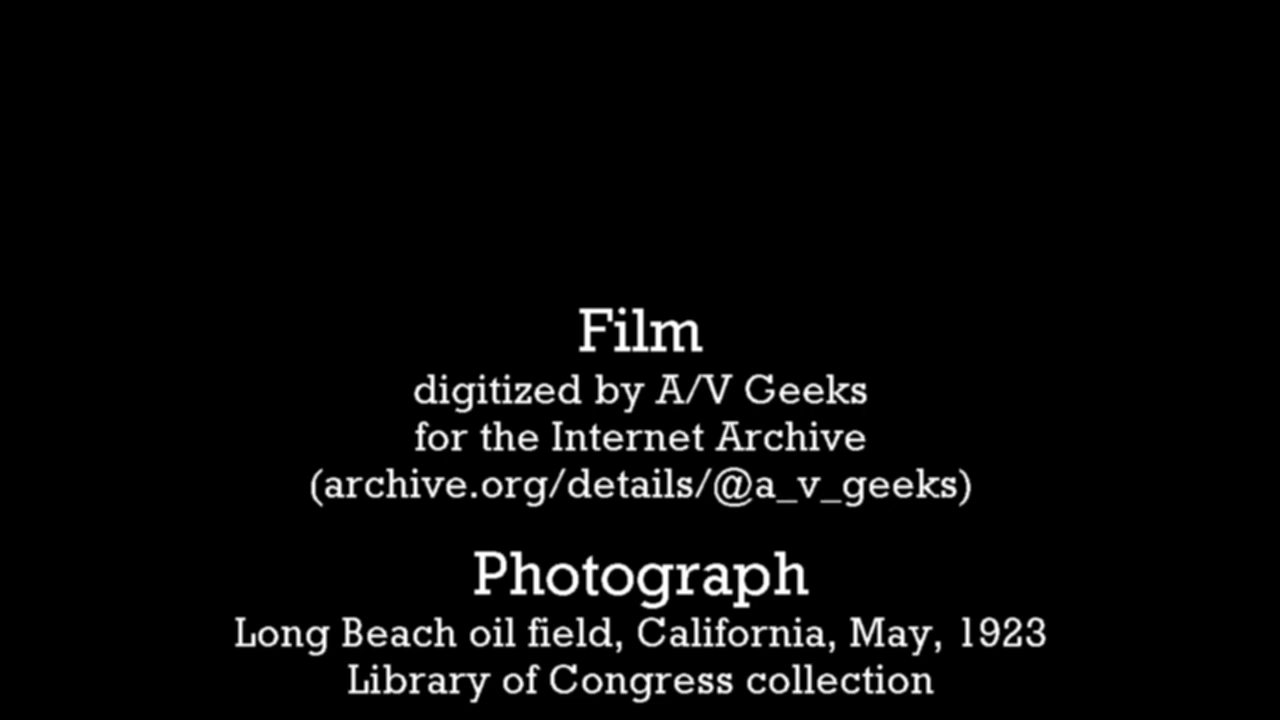 Film
digitized by A/V Geeks
for the Internet Archive
(archive.org/details/@a_v_geeks)
Photograph
Long Beach oil field, California, May, 1923
Library of Congress collection